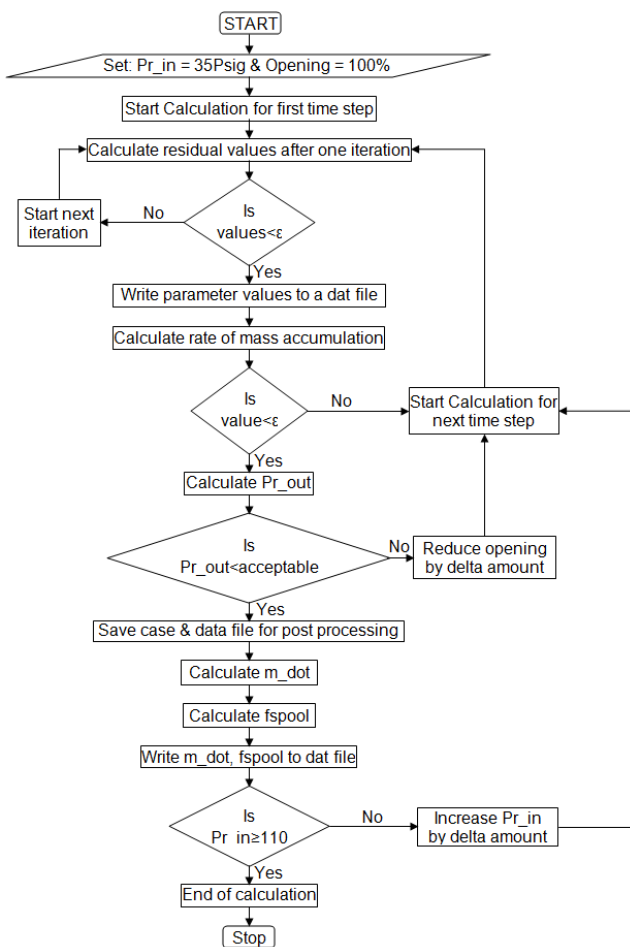 START
Set: Pr_in = 35Psig & Opening = 100%
Start Calculation for first time step
Calculate residual values after one iteration
Start next
iteration
No
Is
values<ε
Yes
Write parameter values to a dat file
Calculate rate of mass accumulation
Is
value<ε
No
Start Calculation for
next time step
Yes
Calculate Pr_out
Is
Pr_out<acceptable
No
Reduce opening
by delta amount
Yes
Save case & data file for post processing
Calculate m_dot
Calculate fspool
Write m_dot, fspool to dat file
Is
Pr_in≥110
No
Increase Pr_in
by delta amount
Yes
End of calculation
Stop